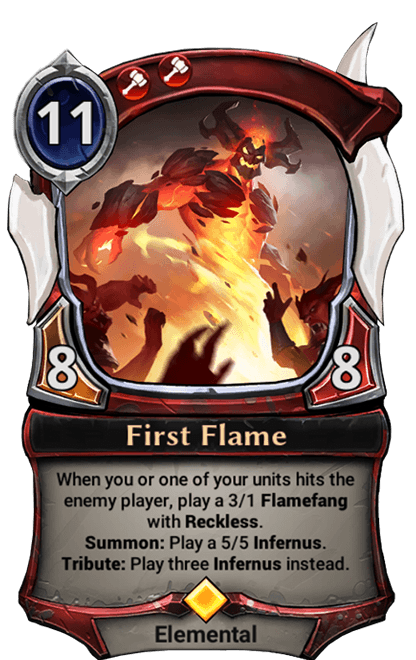 11
8
8
First Flame
When you or one of your units hits the
enemy player, play a 3/1 Flamefang
with Reckless.
Summon: Play a 5/5 Infernus.
Tribute: Play three Infernus instead.
Elemental